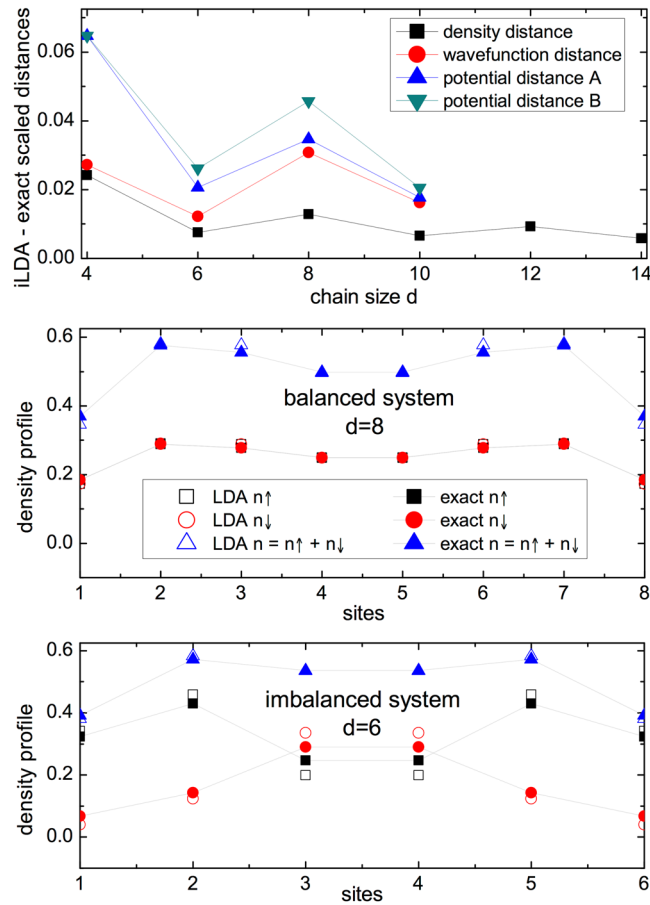 0.06
0.04
0.02
0.00
iLDA - exact scaled distances
density distance
wavefunction distance
potential distance A
potential distance B
4 6 8 10 12 14
chain size d
0.6
0.4
0.2
0.0
density profile
balanced system
d=8
LDA n↑ exact n↑
LDA n↓ exact n↓
LDA n = n↑ + n↓ exact n = n↑ + n↓
1 2 3 4 5 6 7 8
sites
0.6
0.4
0.2
0.0
density profile
imbalanced system
d=6
1 2 3 4 5 6
sites